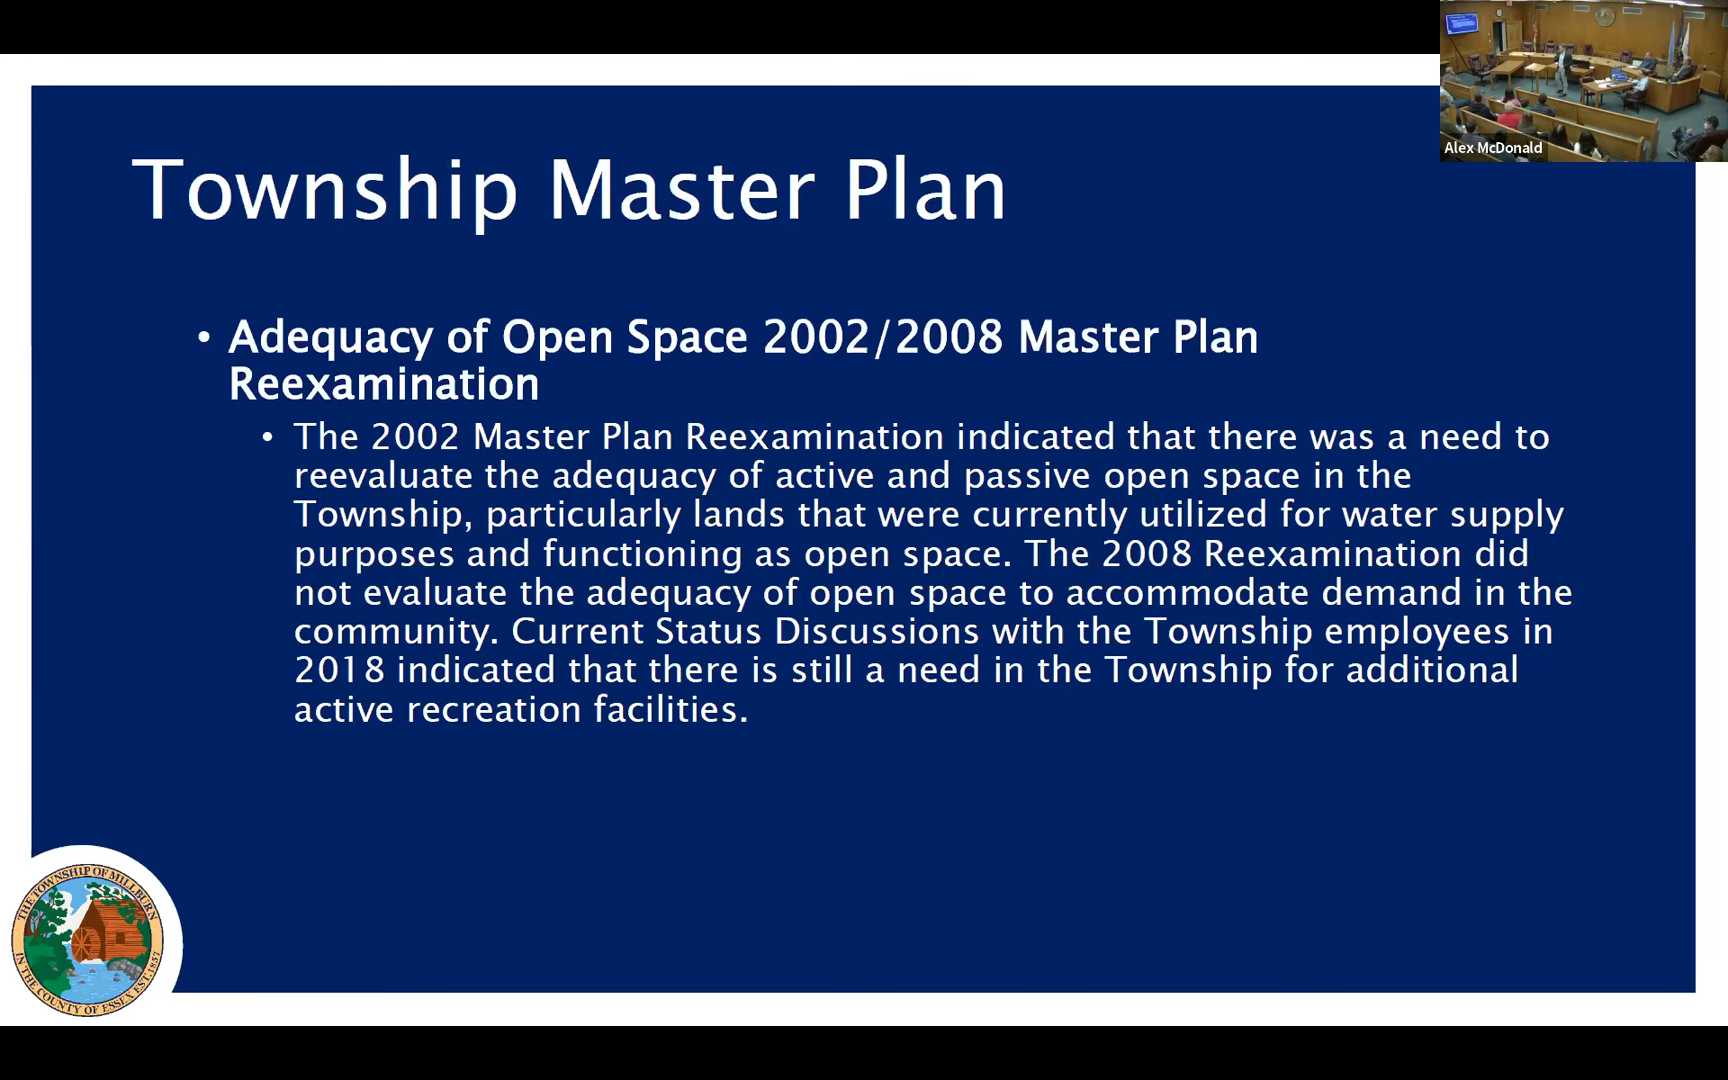 Alex McDonald
Township Master Plan
• Adequacy of Open Space 2002/2008 Master Plan
Reexamination
• The 2002 Master Plan Reexamination indicated that there was a need to
reevaluate the adequacy of active and passive open space in the
Township, particularly lands that were currently utilized for water supply
purposes and functioning as open space. The 2008 Reexamination did
not evaluate the adequacy of open space to accommodate demand in the
community. Current Status Discussions with the Township employees in
2018 indicated that there is still a need in the Township for additional
active recreation facilities.
THE TOWNSHIP OF MILLBURN
IN THE COUNTY OF ESSEX EST. 1857